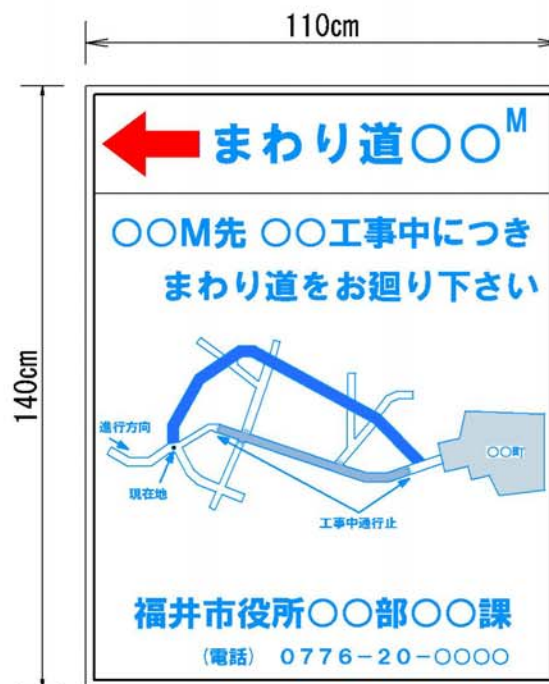 110cm
140cm
まわり道○○M
○○M先 ○○工事中につき
まわり道をお廻り下さい
進行方向
現在地
○○町
工事中通行止
福井市役所○○部○○課
(電話) 0776-20-○○○○